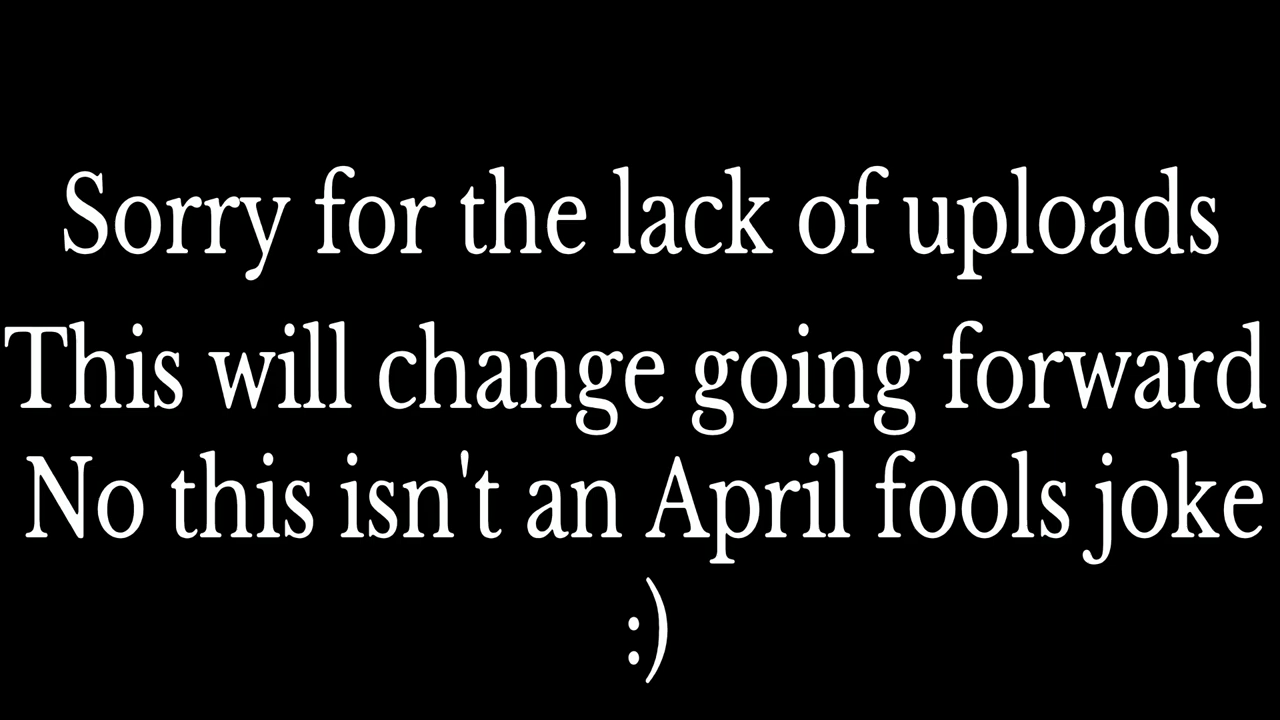 Sorry for the lack of uploads
This will change going forward
No this isn't an April fools joke
:)